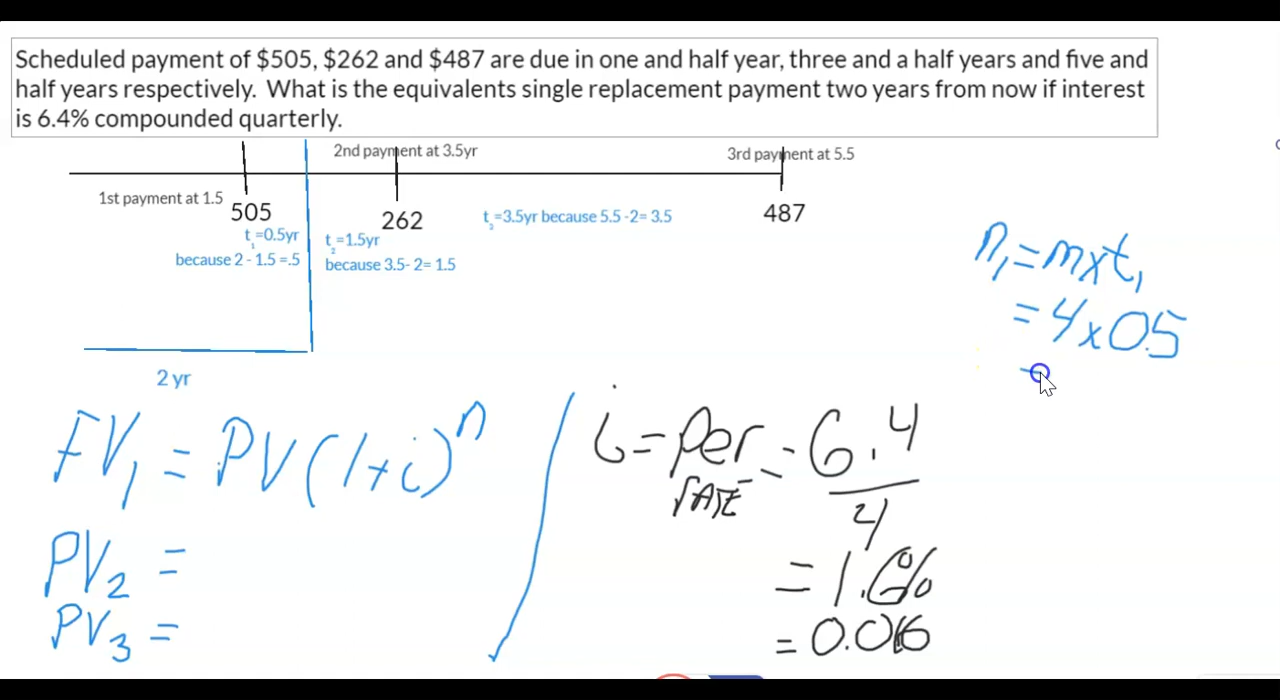 Scheduled payment of $505, $262 and $487 are due in one and half year, three and a half years and five and
half years respectively. What is the equivalents single replacement payment two years from now if interest
is 6.4% compounded quarterly.
2nd payment at 3.5yr
3rd payment at 5.5
1st payment at 1.5
505
262
487
t₁=0.5yr
because 2 - 1.5 =.5
t₂=1.5yr
because 3.5- 2= 1.5
t₃=3.5yr because 5.5 -2= 3.5
n₁ = m x t₁
= 4 x 0.5
2 yr
FV₁ = PV(1+i)ⁿ
PV₂ =
PV₃ =
i = Per = 6.4
rATE
4
= 1.6%
= 0.016